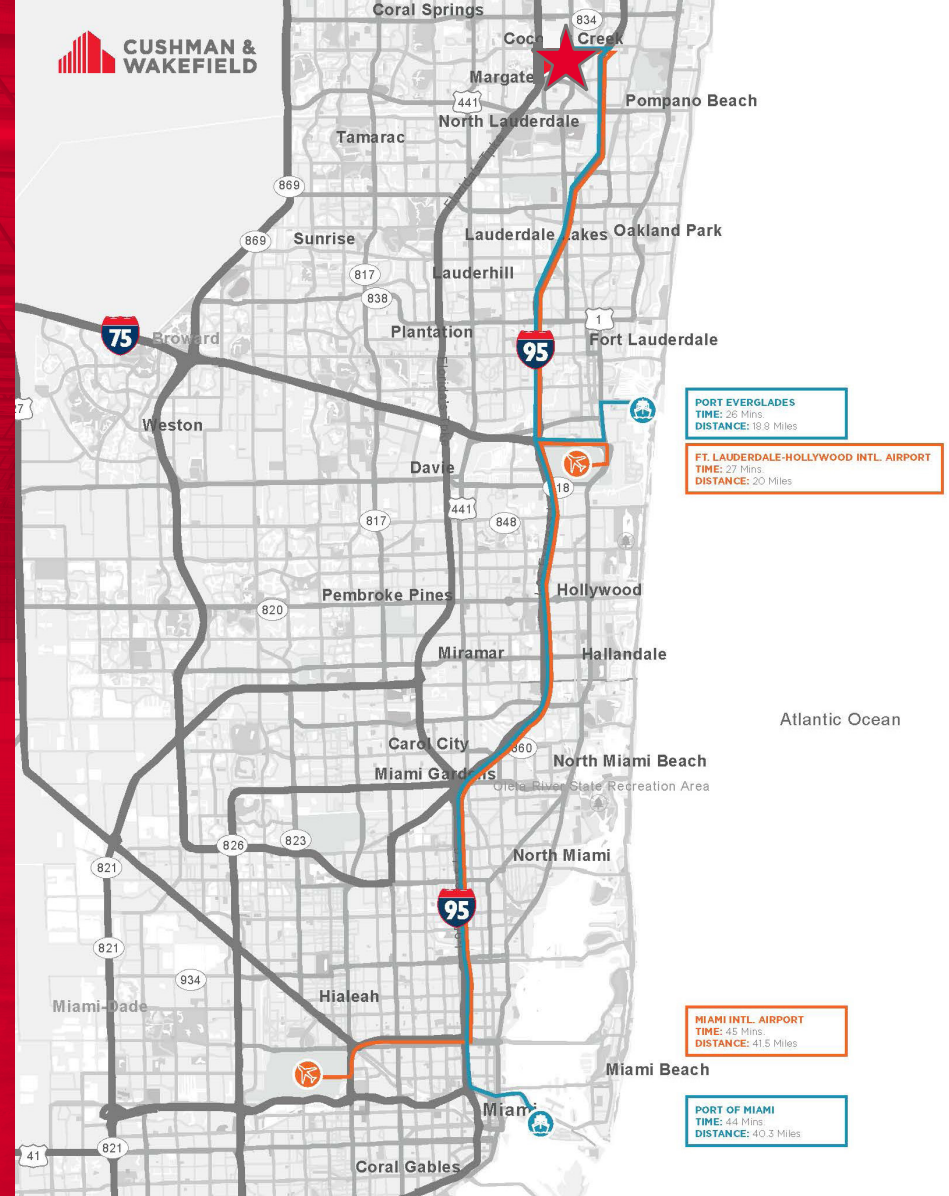 Coral Springs
834
CUSHMAN &
WAKEFIELD
Creek
Margate
441
Pompano Beach
North Lauderdale
Tamarac
869
869
Sunrise
Lauderdale Lakes
Oakland Park
817
Lauderhill
838
1
75
Broward
Plantation
95
Fort Lauderdale
PORT EVERGLADES
TIME: 26 Mins.
DISTANCE: 18.8 Miles
Weston
FT. LAUDERDALE-HOLLYWOOD INTL. AIRPORT
TIME: 27 Mins
DISTANCE: 20 Miles
Davie
441
817
848
Hollywood
Pembroke Pines
820
Miramar
Hallandale
Atlantic Ocean
Carol City
860
North Miami Beach
Miami Gardens
River State Recreation Area
826
823
North Miami
821
95
821
934
Hialeah
Miami-Dade
MIAMI INTL. AIRPORT
TIME: 45 Mins.
DISTANCE: 41.5 Miles
Miami Beach
Miami
PORT OF MIAMI
TIME: 44 Mins
DISTANCE: 40.3 Miles
821
41
Coral Gables